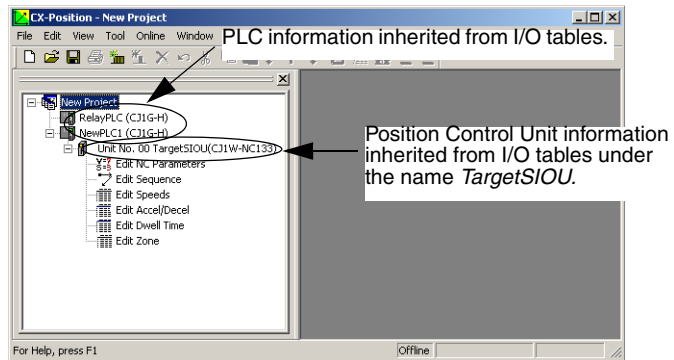 CX-Position - New Project
File Edit View Tool Online Window
PLC information inherited from I/O tables.
New Project
RelayPLC (CJ1G-H)
NewPLC1 (CJ1G-H)
Unit No. 00 TargetSIOU(CJ1W-NC133)
Edit NC Parameters
Edit Sequence
Edit Speeds
Edit Accel/Decel
Edit Dwell Time
Edit Zone
Position Control Unit information
inherited from I/O tables under
the name TargetSIOU.
For Help, press F1
Offline